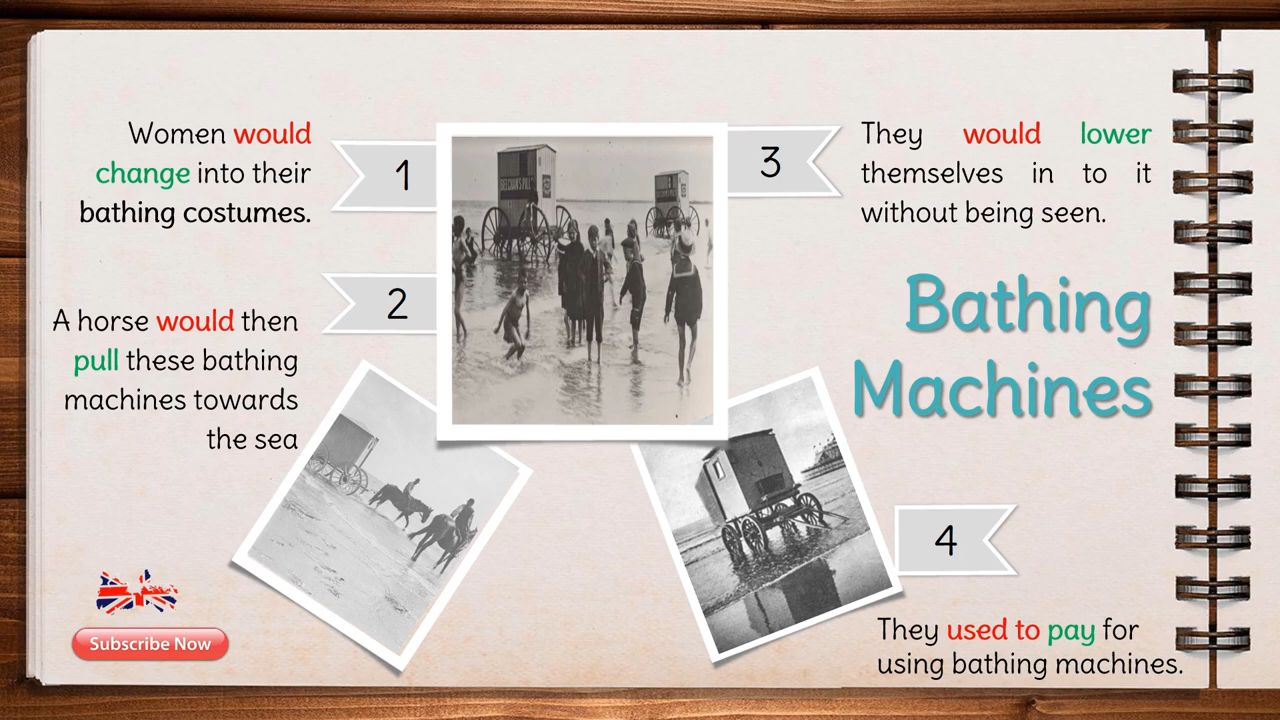 Women would
change into their
bathing costumes.
1
A horse would then
pull these bathing
machines towards
the sea
2
3
They would lower
themselves in to it
without being seen.
Bathing
Machines
4
They used to pay for
using bathing machines.
Subscribe Now